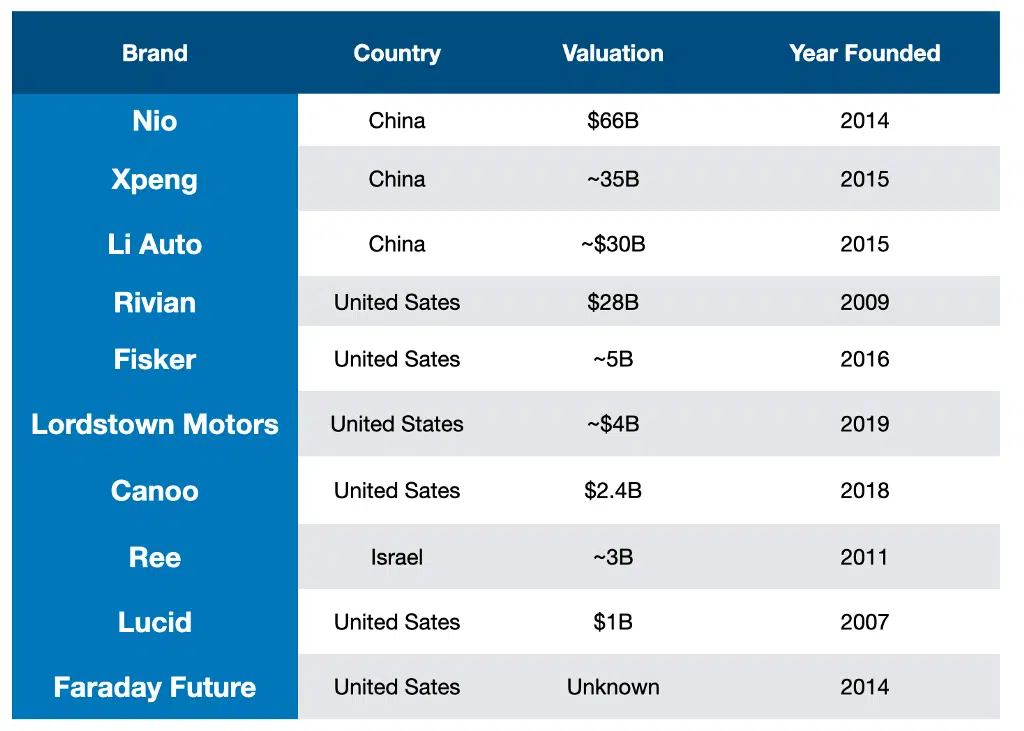 Brand Country Valuation Year Founded
Nio China $66B 2014
Xpeng China ~35B 2015
Li Auto China ~$30B 2015
Rivian United Sates $28B 2009
Fisker United Sates ~5B 2016
Lordstown Motors United States ~$4B 2019
Canoo United Sates $2.4B 2018
Ree Israel ~3B 2011
Lucid United Sates $1B 2007
Faraday Future United Sates Unknown 2014